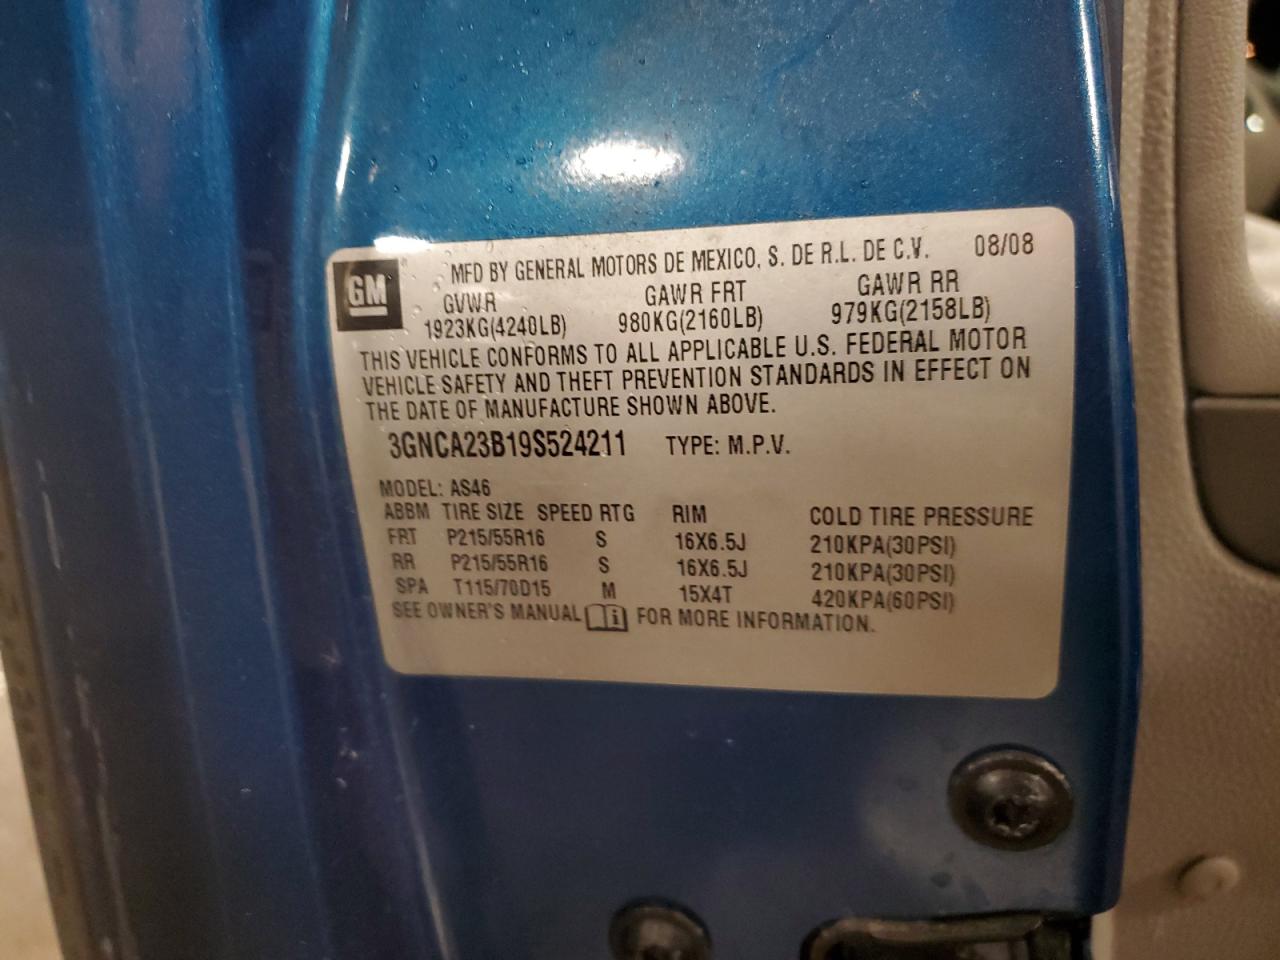 GM MFD BY GENERAL MOTORS DE MEXICO, S. DE R.L. DE C.V. 08/08
GVWR GAWR FRT GAWR RR
1923KG(4240LB) 980KG(2160LB) 979KG(2158LB)
THIS VEHICLE CONFORMS TO ALL APPLICABLE U.S. FEDERAL MOTOR
VEHICLE SAFETY AND THEFT PREVENTION STANDARDS IN EFFECT ON
THE DATE OF MANUFACTURE SHOWN ABOVE.
3GNCA23B19S524211 TYPE: M.P.V.
MODEL: AS46
ABBM TIRE SIZE SPEED RTG RIM COLD TIRE PRESSURE
FRT P215/55R16 S 16X6.5J 210KPA(30PSI)
RR P215/55R16 S 16X6.5J 210KPA(30PSI)
SPA T115/70D15 M 15X4T 420KPA(60PSI)
SEE OWNER'S MANUAL i FOR MORE INFORMATION.